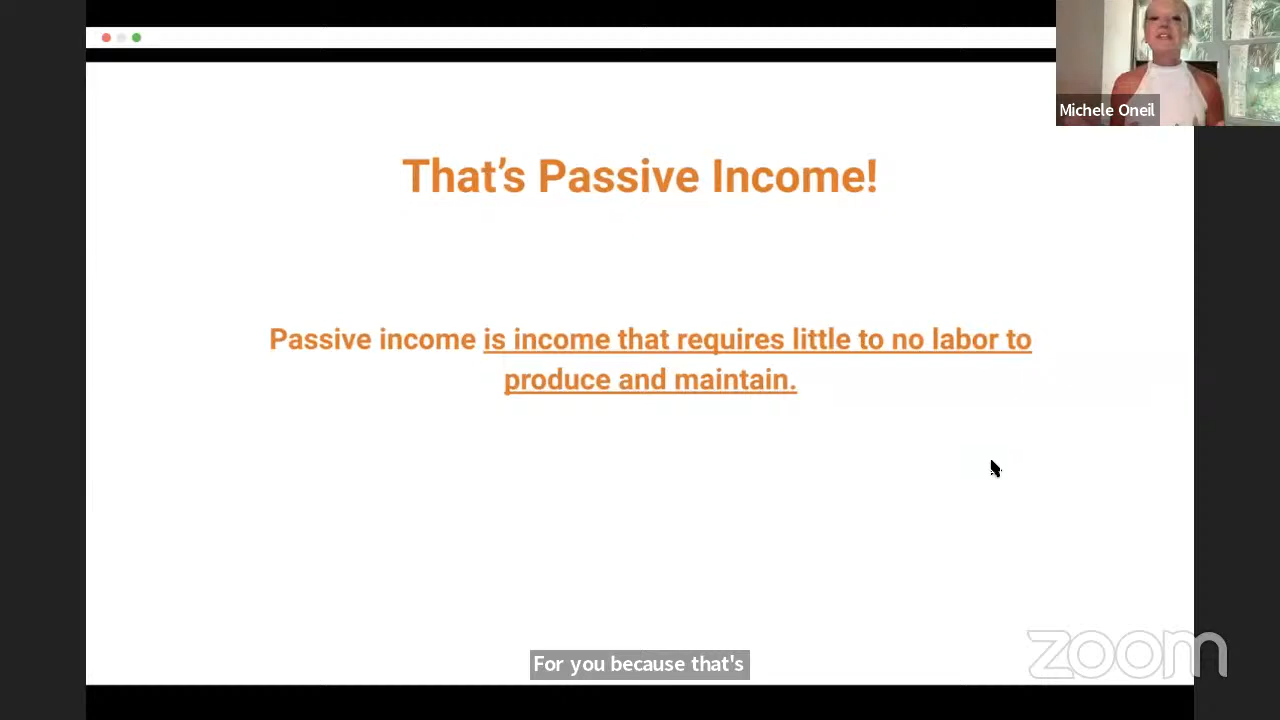 Michele Oneil
That's Passive Income!
Passive income is income that requires little to no labor to
produce and maintain.
For you because that's
zoom